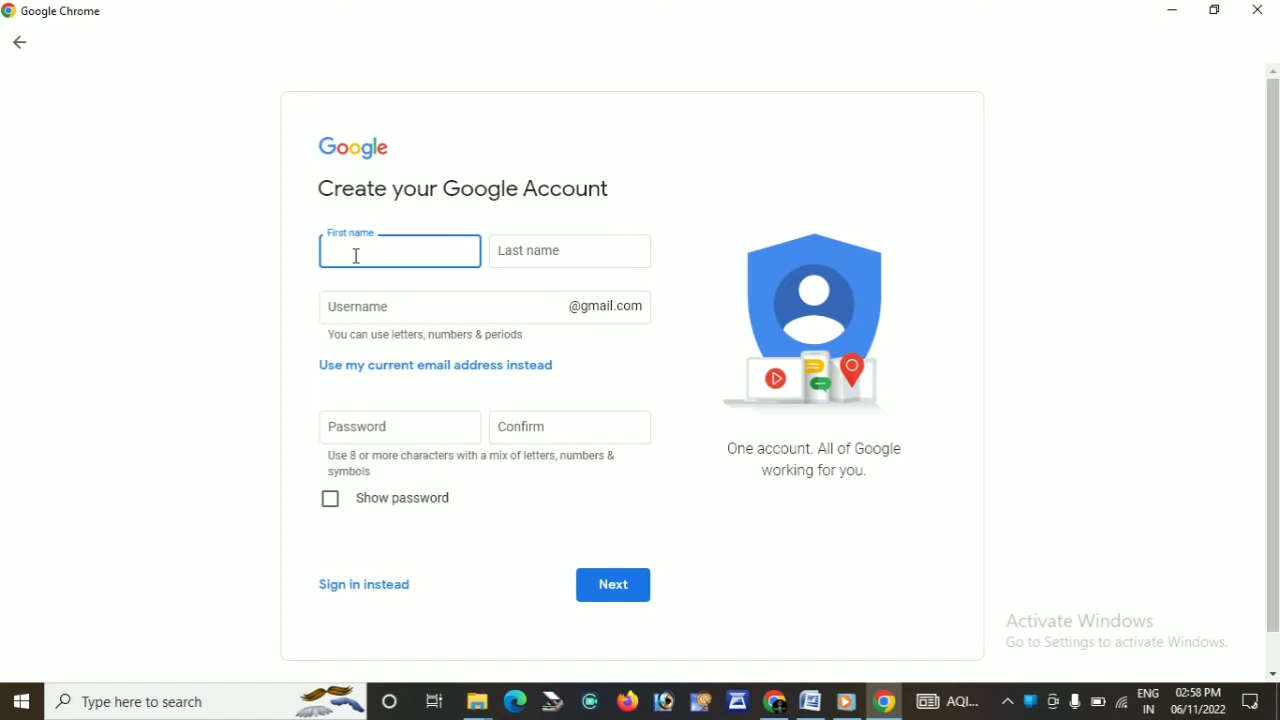 Google Chrome
Google
Create your Google Account
First name
Last name
Username
@gmail.com
You can use letters, numbers & periods
Use my current email address instead
Password
Confirm
Use 8 or more characters with a mix of letters, numbers &
symbols
Show password
Sign in instead
Next
One account. All of Google
working for you.
Activate Windows
Go to Settings to activate Windows.
Type here to search
AQI...
ENG
IN
02:58 PM
06/11/2022